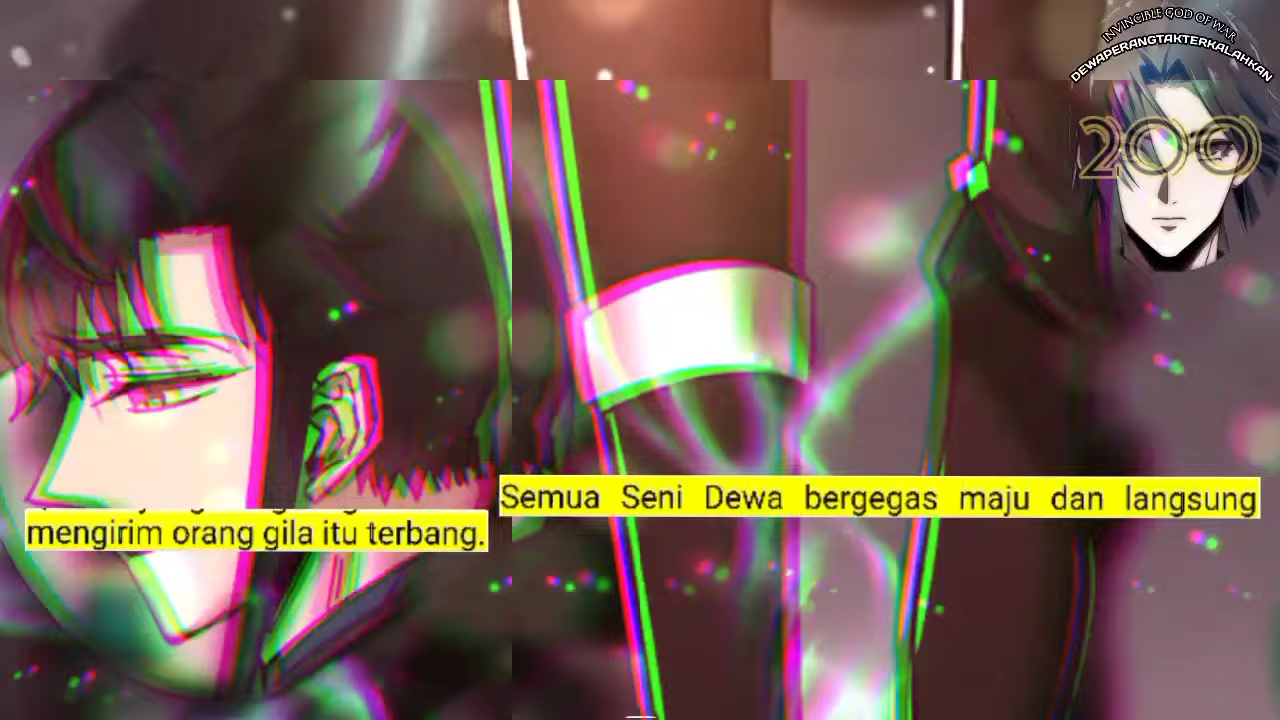 INVINCIBLE GOD OF WAR
DEWAPERANGTAKTERKALAHKAN
200
Semua Seni Dewa bergegas maju dan langsung
mengirim orang gila itu terbang.